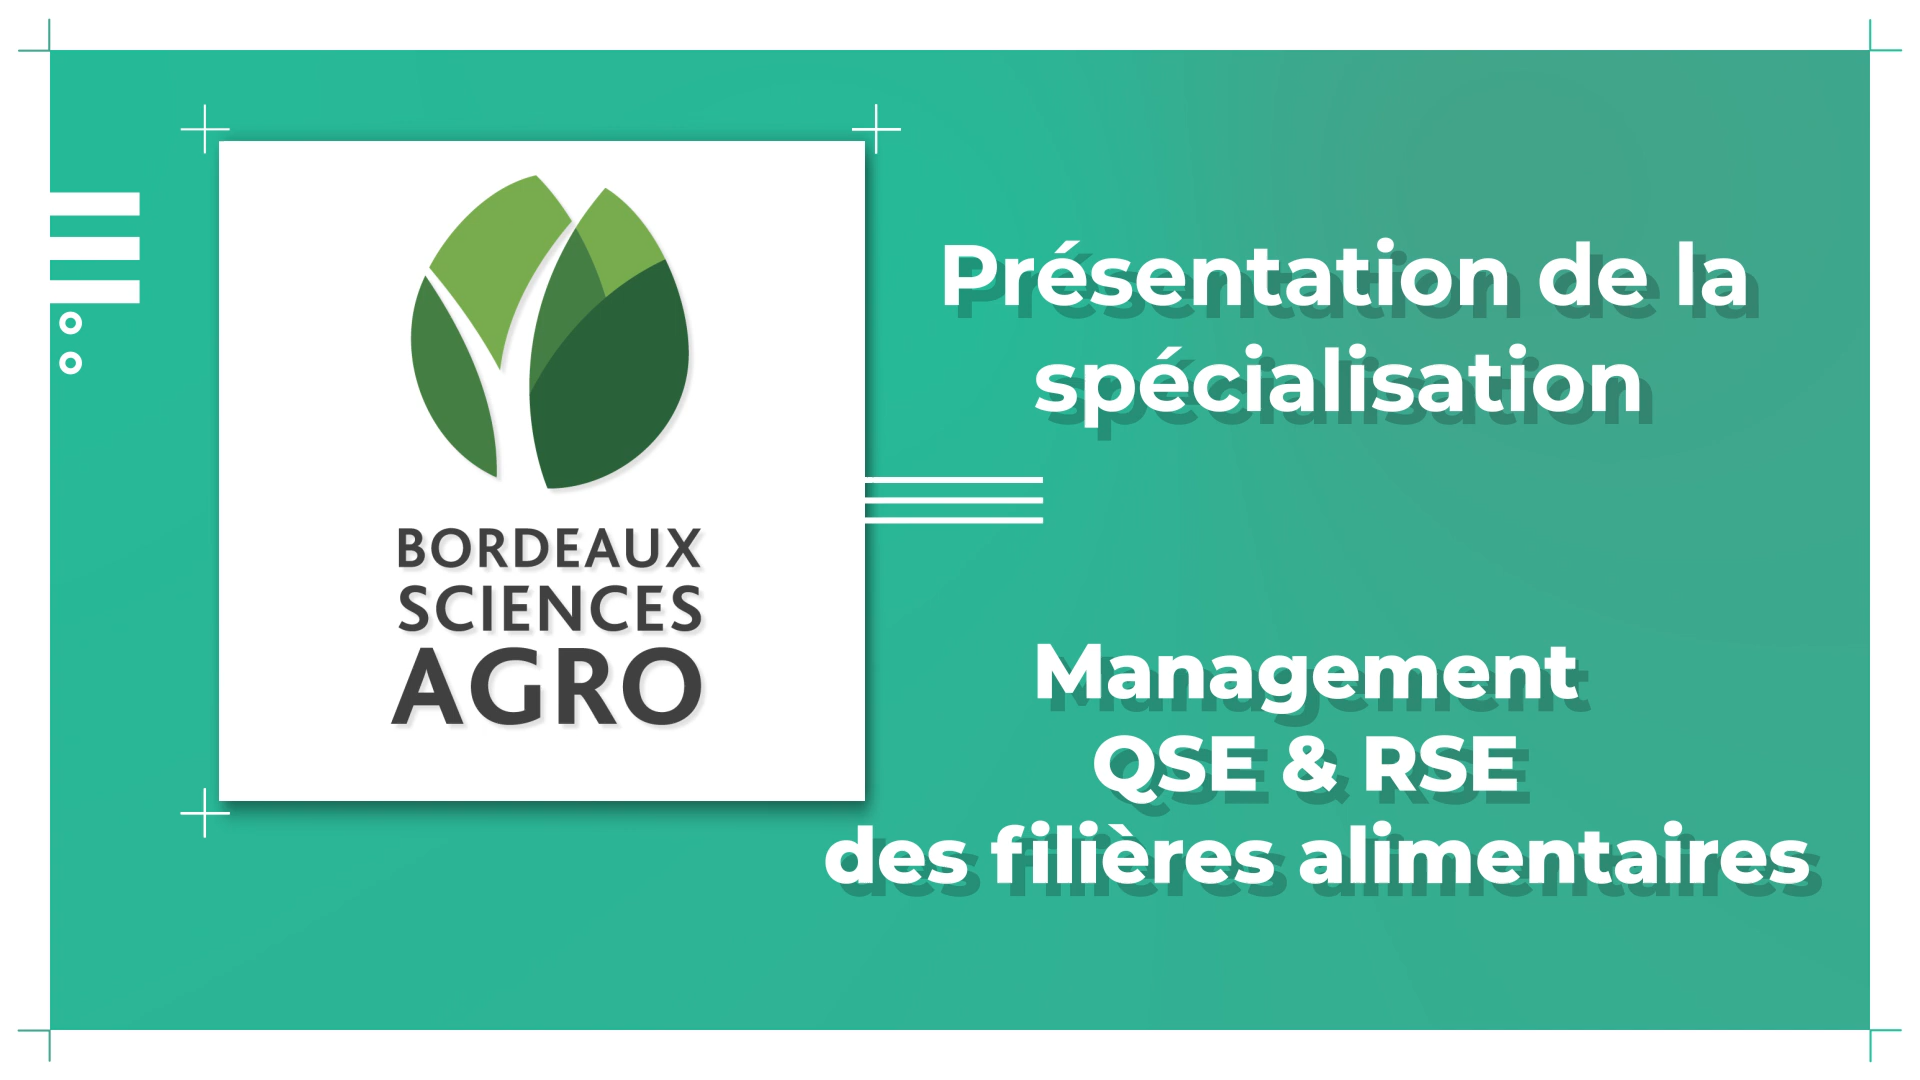 BORDEAUX
SCIENCES
AGRO
Présentation de la
spécialisation
Management
QSE & RSE
des filières alimentaires